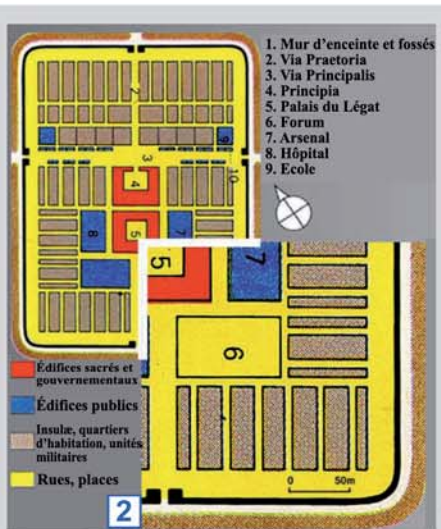 1. Mur d'enceinte et fossés
2. Via Praetoria
3. Via Principalis
4. Principia
5. Palais du Légat
6. Forum
7. Arsenal
8. Hôpital
9. Ecole
2
9
3
10
4
8
5
7
5
7
6
0 50m
Édifices sacrés et
gouvernementaux
Édifices publics
Insulæ, quartiers
d'habitation, unités
militaires
Rues, places
2